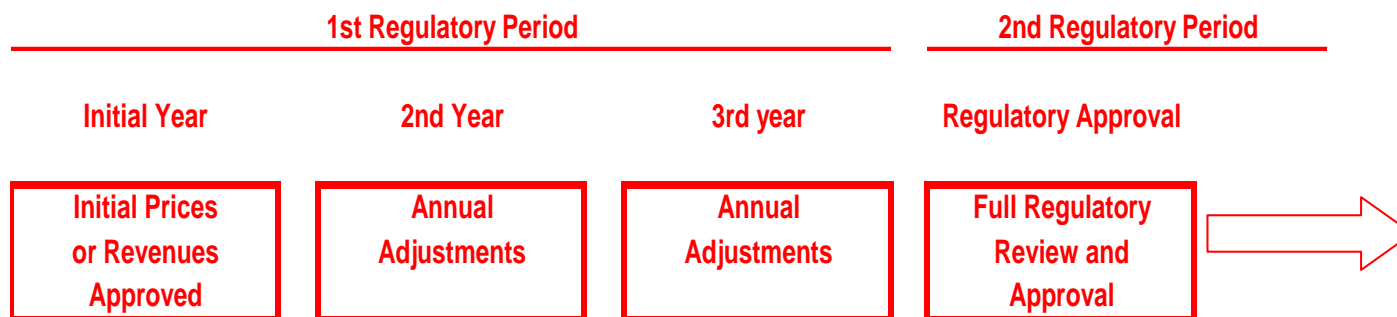 1st Regulatory Period
2nd Regulatory Period
Initial Year
2nd Year
3rd year
Regulatory Approval
Initial Prices
or Revenues
Approved
Annual
Adjustments
Annual
Adjustments
Full Regulatory
Review and
Approval